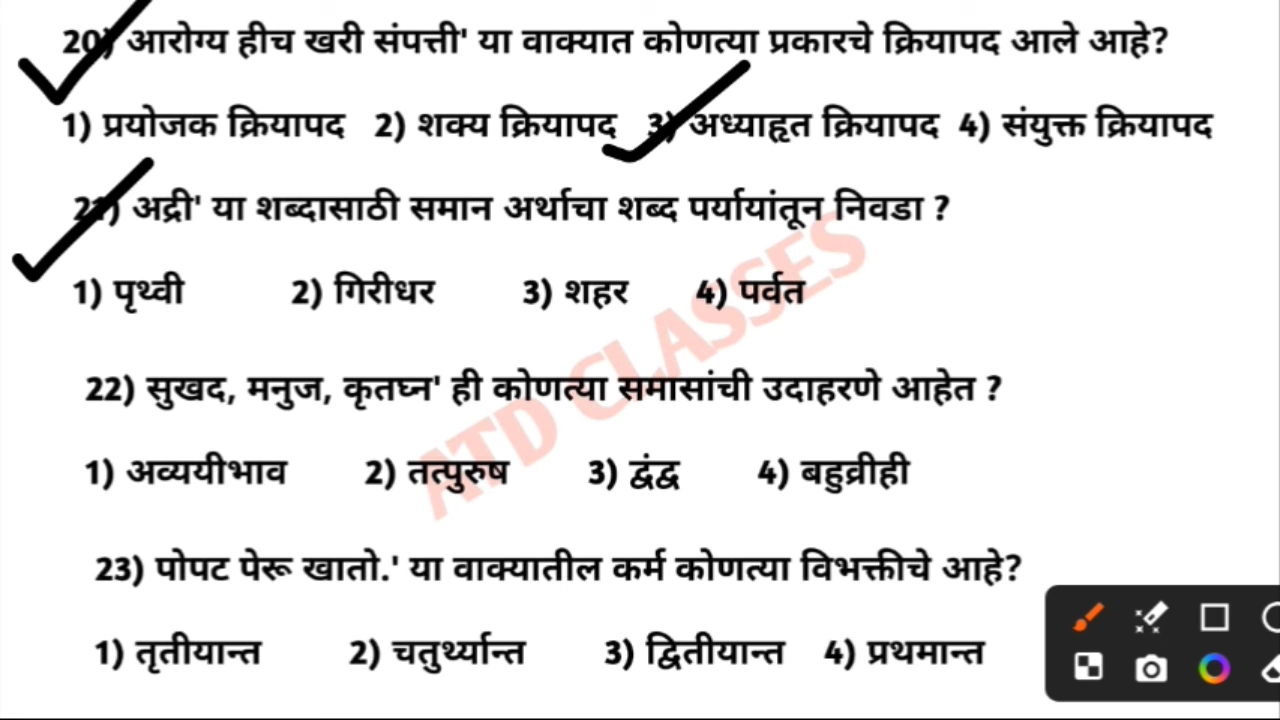 20) आरोग्य हीच खरी संपत्ती' या वाक्यात कोणत्या प्रकारचे क्रियापद आले आहे?
1) प्रयोजक क्रियापद 2) शक्य क्रियापद 3) अध्याहृत क्रियापद 4) संयुक्त क्रियापद
21) अद्री' या शब्दासाठी समान अर्थाचा शब्द पर्यायांतून निवडा ?
1) पृथ्वी 2) गिरीधर 3) शहर 4) पर्वत
22) सुखद, मनुज, कृतघ्न' ही कोणत्या समासांची उदाहरणे आहेत ?
1) अव्ययीभाव 2) तत्पुरुष 3) द्वंद्व 4) बहुव्रीही
23) पोपट पेरू खातो.' या वाक्यातील कर्म कोणत्या विभक्तीचे आहे?
1) तृतीयान्त 2) चतुर्थ्यान्त 3) द्वितीयान्त 4) प्रथमान्त
ATD CLASSES